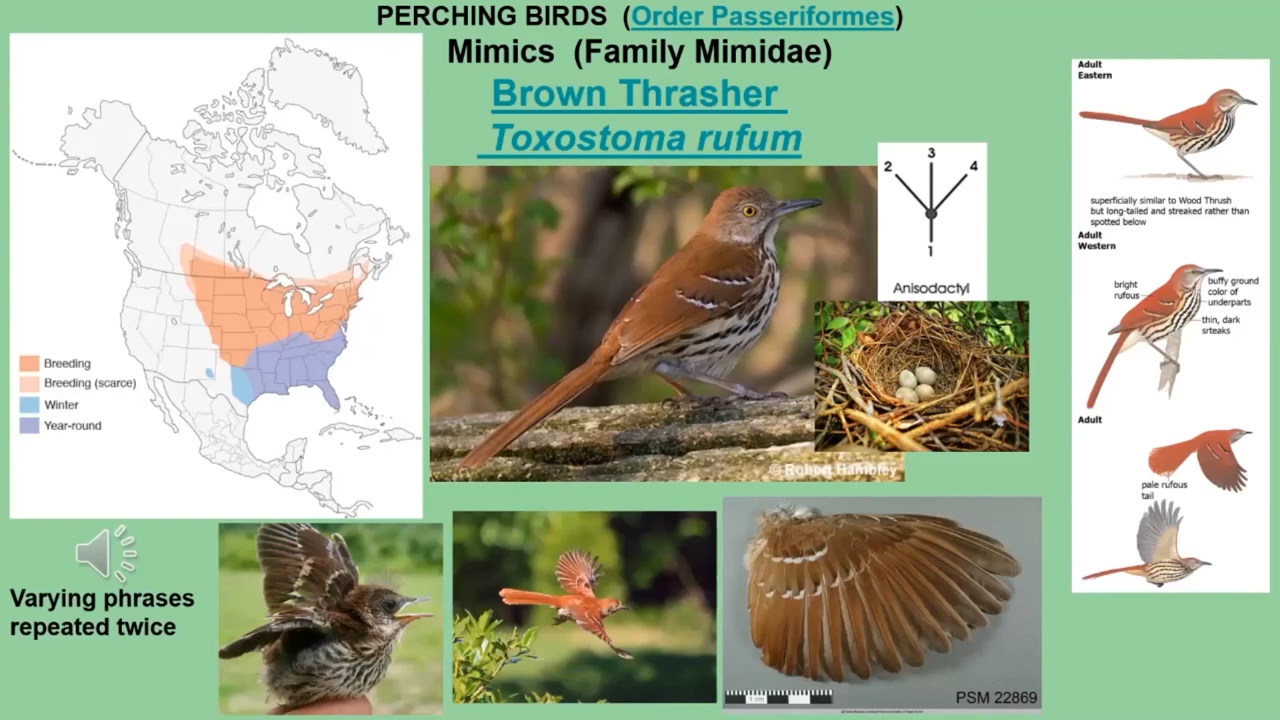 PERCHING BIRDS (Order Passeriformes)
Mimics (Family Mimidae)
Brown Thrasher
Toxostoma rufum
Breeding
Breeding (scarce)
Winter
Year-round
© Robert Hambley
2
3
4
1
Anisodactyl
Adult
Eastern
superficially similar to Wood Thrush
but long-tailed and streaked rather than
spotted below
Adult
Western
bright
rufous
buffy ground
color of
underparts
thin, dark
srteaks
Adult
pale rufous
tail
Varying phrases
repeated twice
1 cm
PSM 22869